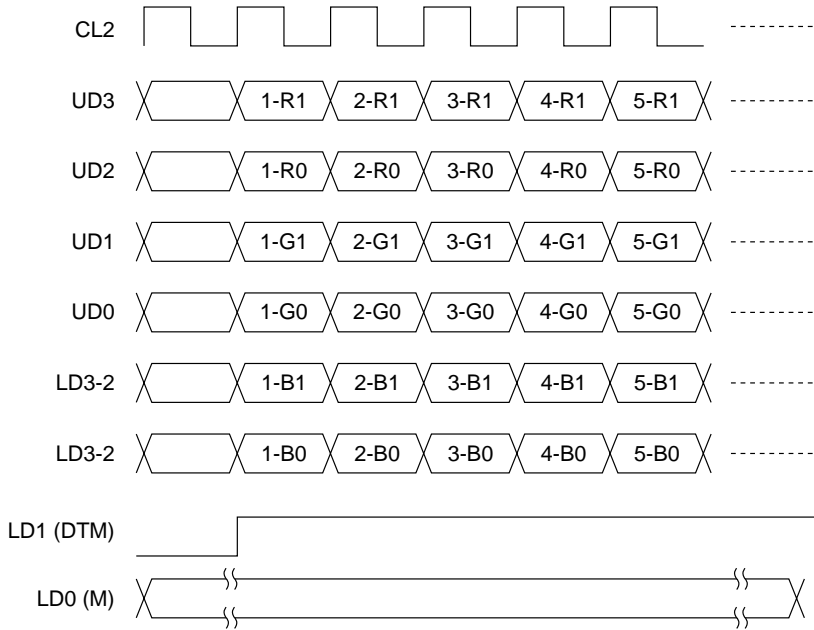 CL2
UD3 1-R1 2-R1 3-R1 4-R1 5-R1
UD2 1-R0 2-R0 3-R0 4-R0 5-R0
UD1 1-G1 2-G1 3-G1 4-G1 5-G1
UD0 1-G0 2-G0 3-G0 4-G0 5-G0
LD3-2 1-B1 2-B1 3-B1 4-B1 5-B1
LD3-2 1-B0 2-B0 3-B0 4-B0 5-B0
LD1 (DTM)
LD0 (M)